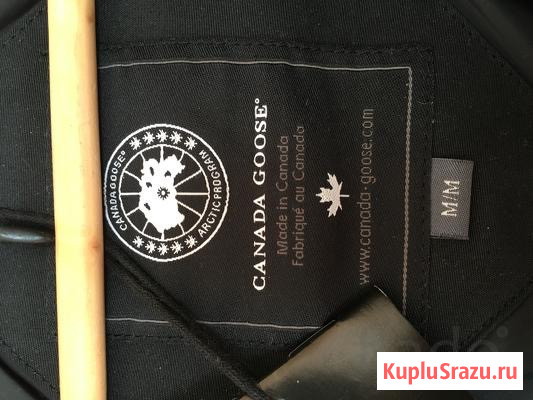 CANADA GOOSE
ARCTIC PROGRAM
CANADA GOOSE®
Made in Canada
Fabriqué au Canada
www.canada-goose.com
M/M
KupluSrazu.ru